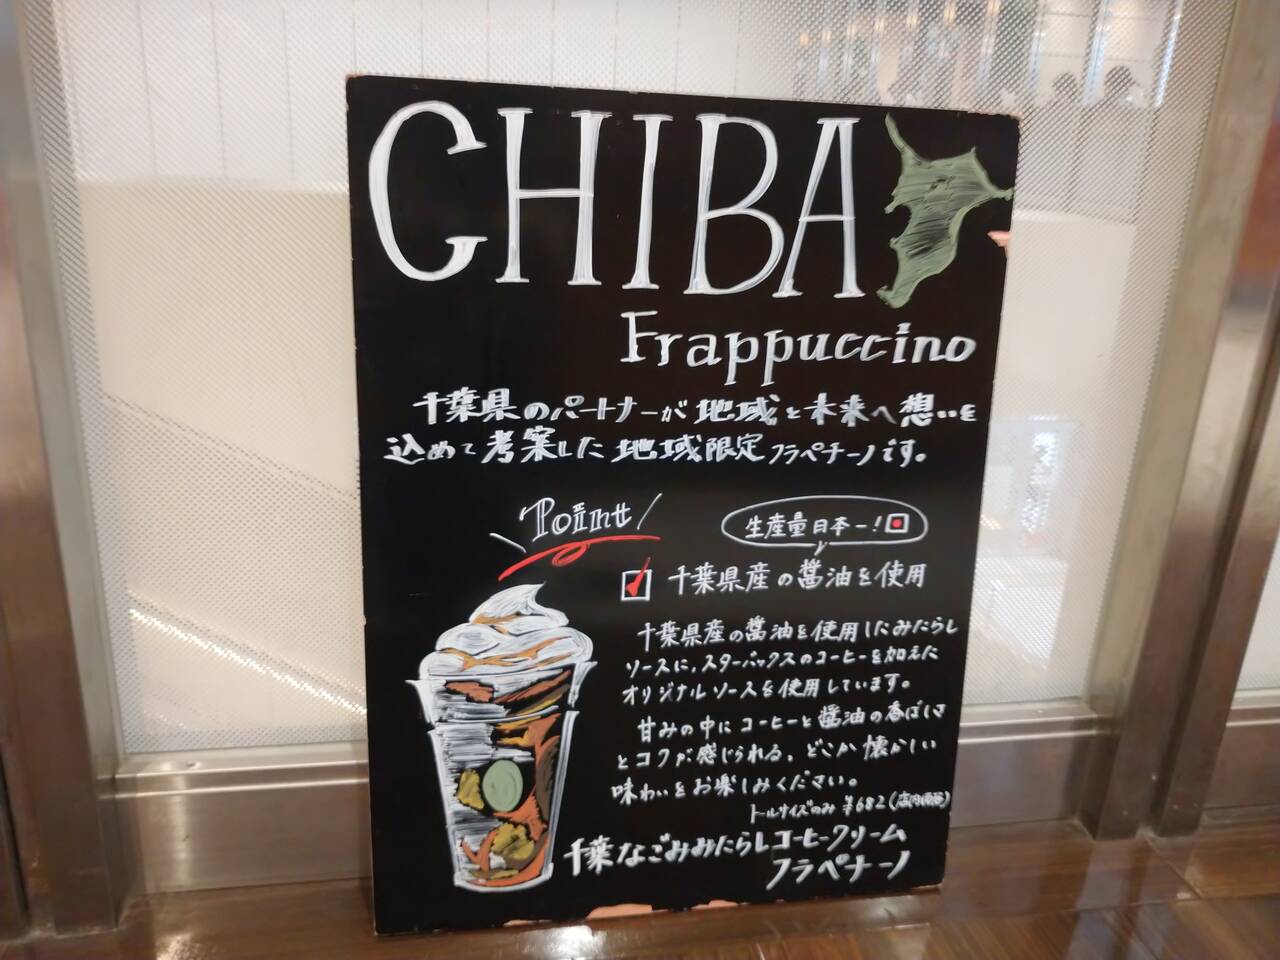 CHIBA
Frappuccino
千葉県のパートナーが地域と未来へ想いを
込めて考案した地域限定フラペチーノです。
Point
生産量日本一!
千葉県産の醤油を使用
千葉県産の醤油を使用したみたらし
ソースに、スターバックスのコーヒーを加えた
オリジナルソースを使用しています。
甘みの中にコーヒーと醤油の香ばしさ
とコクが感じられる、どこか懐かしい
味わいをお楽しみください。
トールサイズのみ ¥682(店内価格)
千葉なごみみたらしコーヒークリーム
フラペチーノ